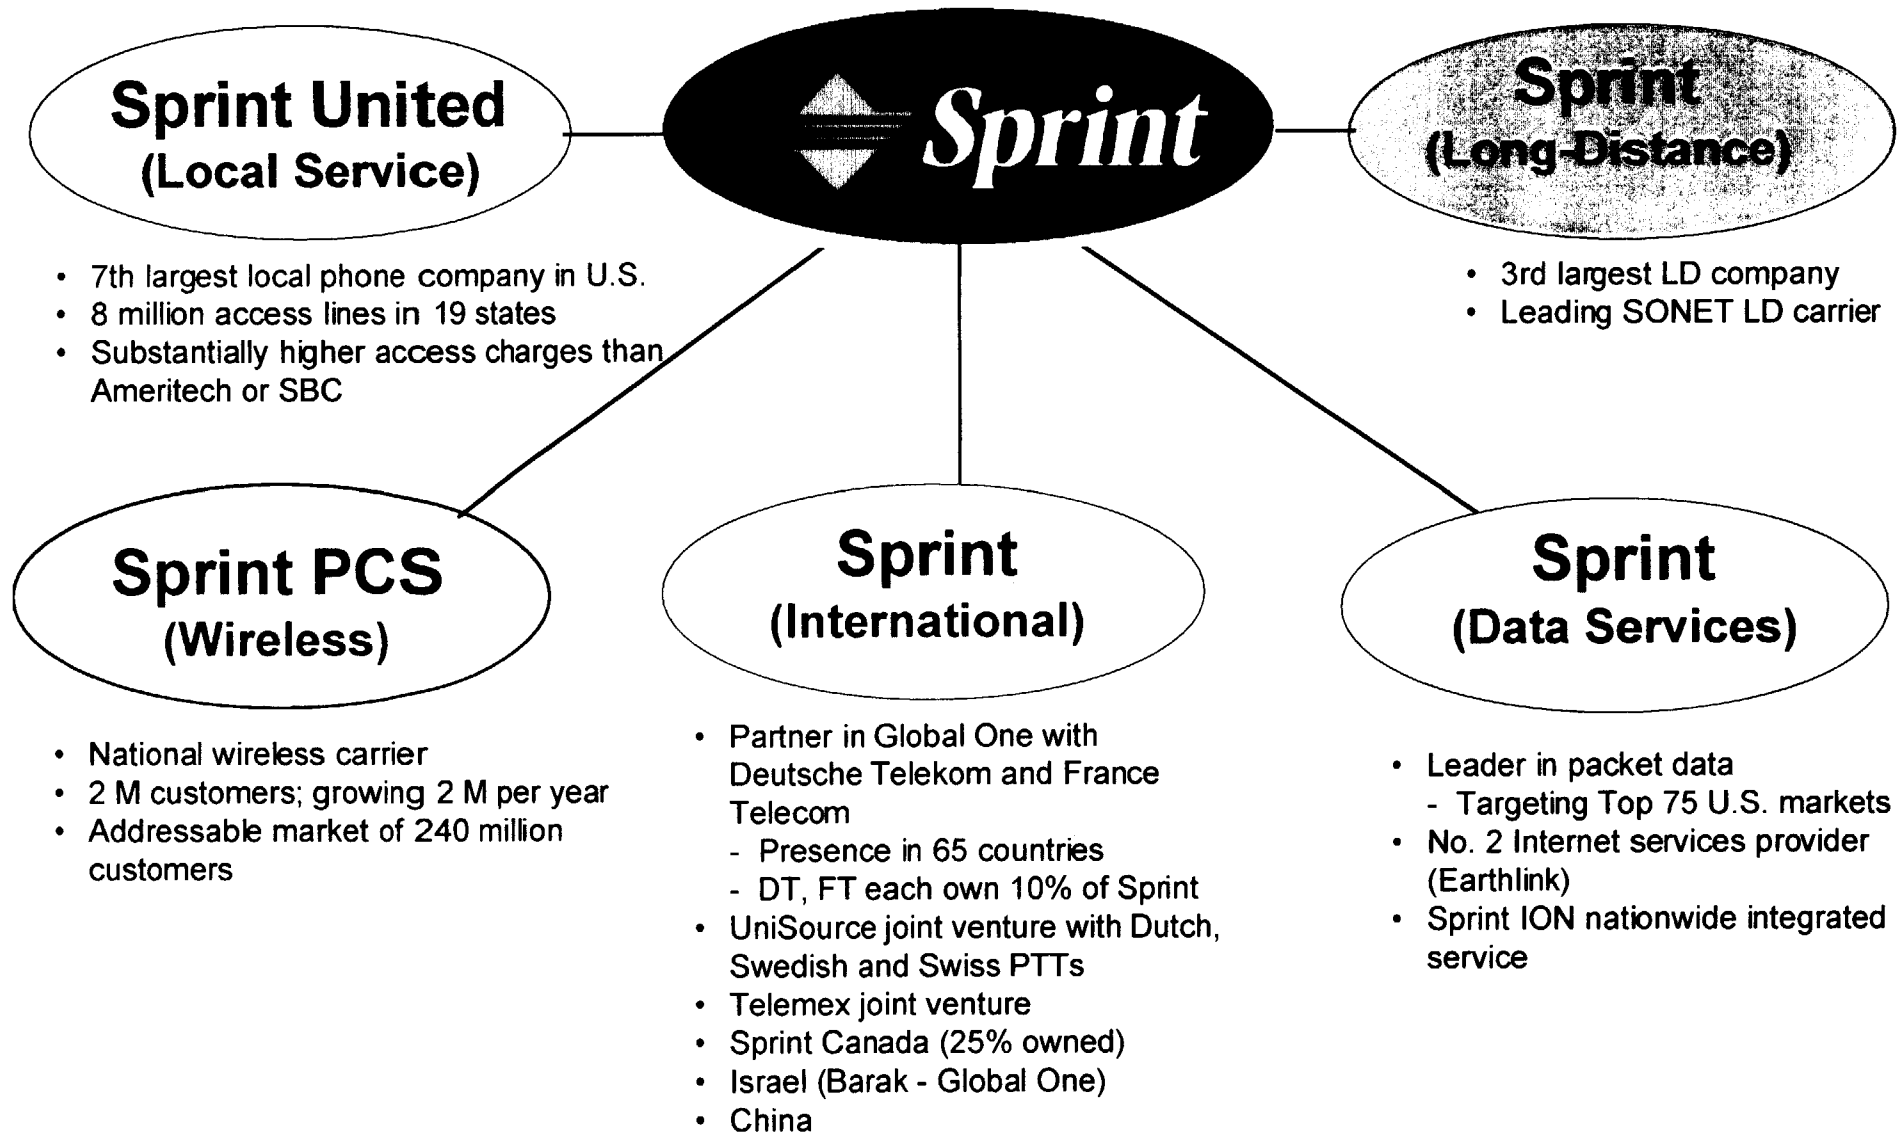 Sprint United
(Local Service)
• 7th largest local phone company in U.S.
• 8 million access lines in 19 states
• Substantially higher access charges than
Ameritech or SBC
Sprint
Sprint
(Long-Distance)
• 3rd largest LD company
• Leading SONET LD carrier
Sprint PCS
(Wireless)
• National wireless carrier
• 2 M customers; growing 2 M per year
• Addressable market of 240 million
customers
Sprint
(International)
• Partner in Global One with
Deutsche Telekom and France
Telecom
- Presence in 65 countries
- DT, FT each own 10% of Sprint
• UniSource joint venture with Dutch,
Swedish and Swiss PTTs
• Telemex joint venture
• Sprint Canada (25% owned)
• Israel (Barak - Global One)
• China
Sprint
(Data Services)
• Leader in packet data
- Targeting Top 75 U.S. markets
• No. 2 Internet services provider
(Earthlink)
• Sprint ION nationwide integrated
service